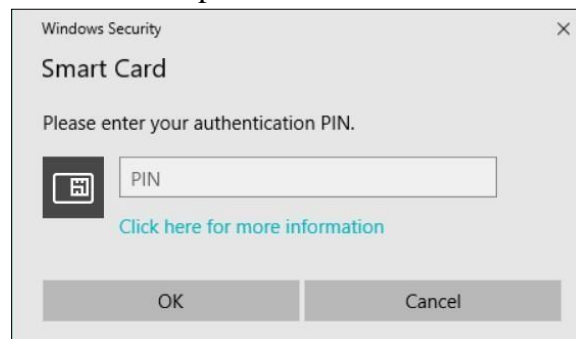 Windows Security
Smart Card
Please enter your authentication PIN.
PIN
Click here for more information
OK Cancel